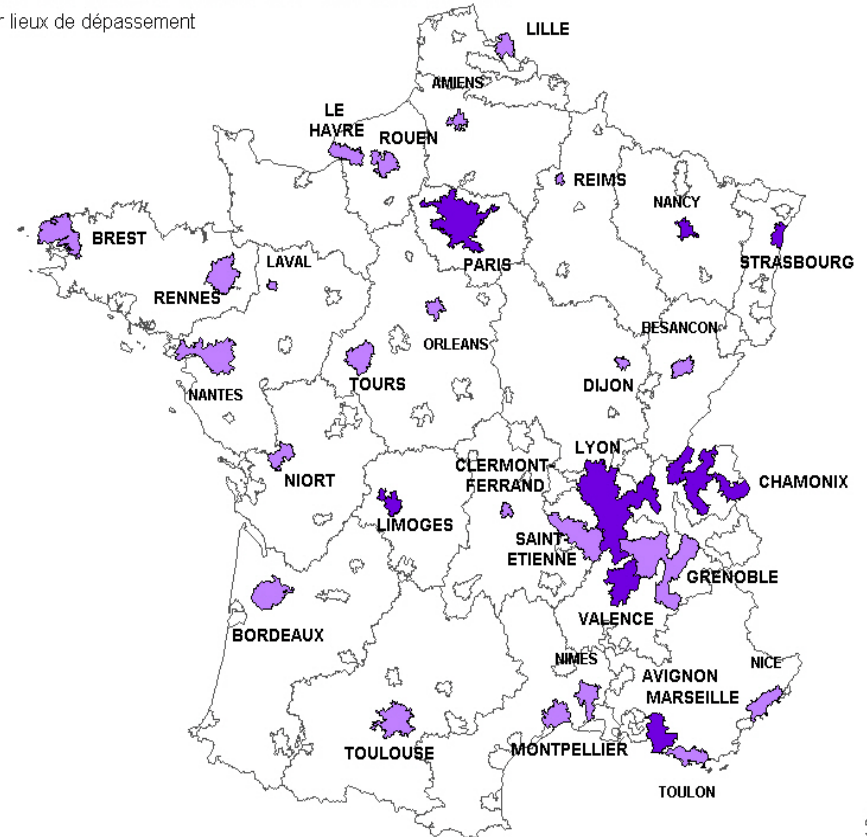 r lieux de dépassement
LILLE
AMIENS
LE
HAVRE
ROUEN
REIMS
NANCY
BREST
PARIS
STRASBOURG
LAVAL
RENNES
BESANCON
ORLEANS
TOURS
DIJON
NANTES
LYON
CLERMONT-
FERRAND
NIORT
CHAMONIX
LIMOGES
SAINT-
ETIENNE
GRENOBLE
VALENCE
BORDEAUX
NIMES
NICE
AVIGNON
MARSEILLE
TOULOUSE
MONTPELLIER
TOULON